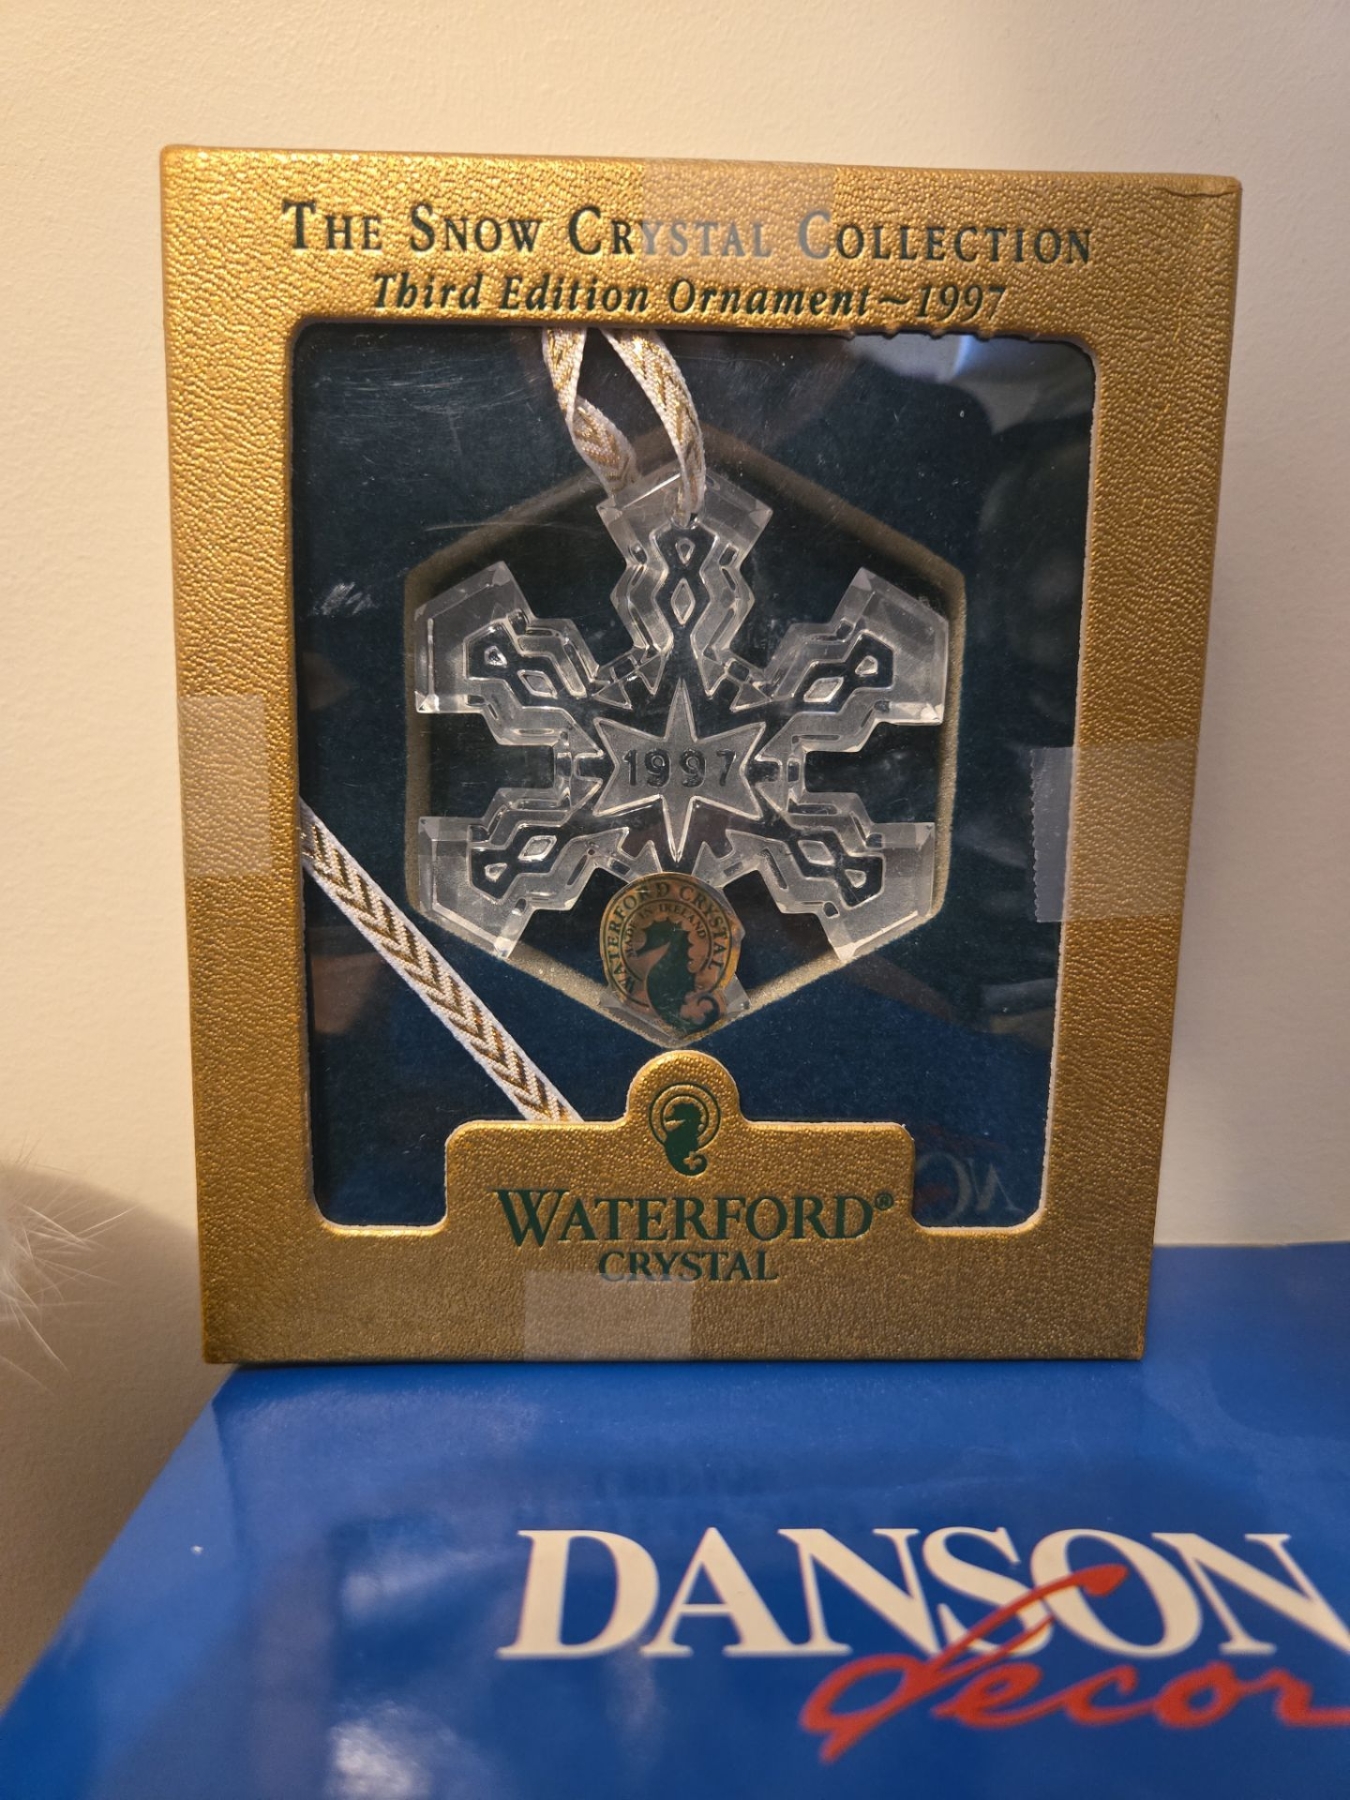 THE SNOW CRYSTAL COLLECTION
Third Edition Ornament~1997
1997
WATERFORD CRYSTAL
MADE IN IRELAND
WATERFORD®
CRYSTAL
DANSON
decor